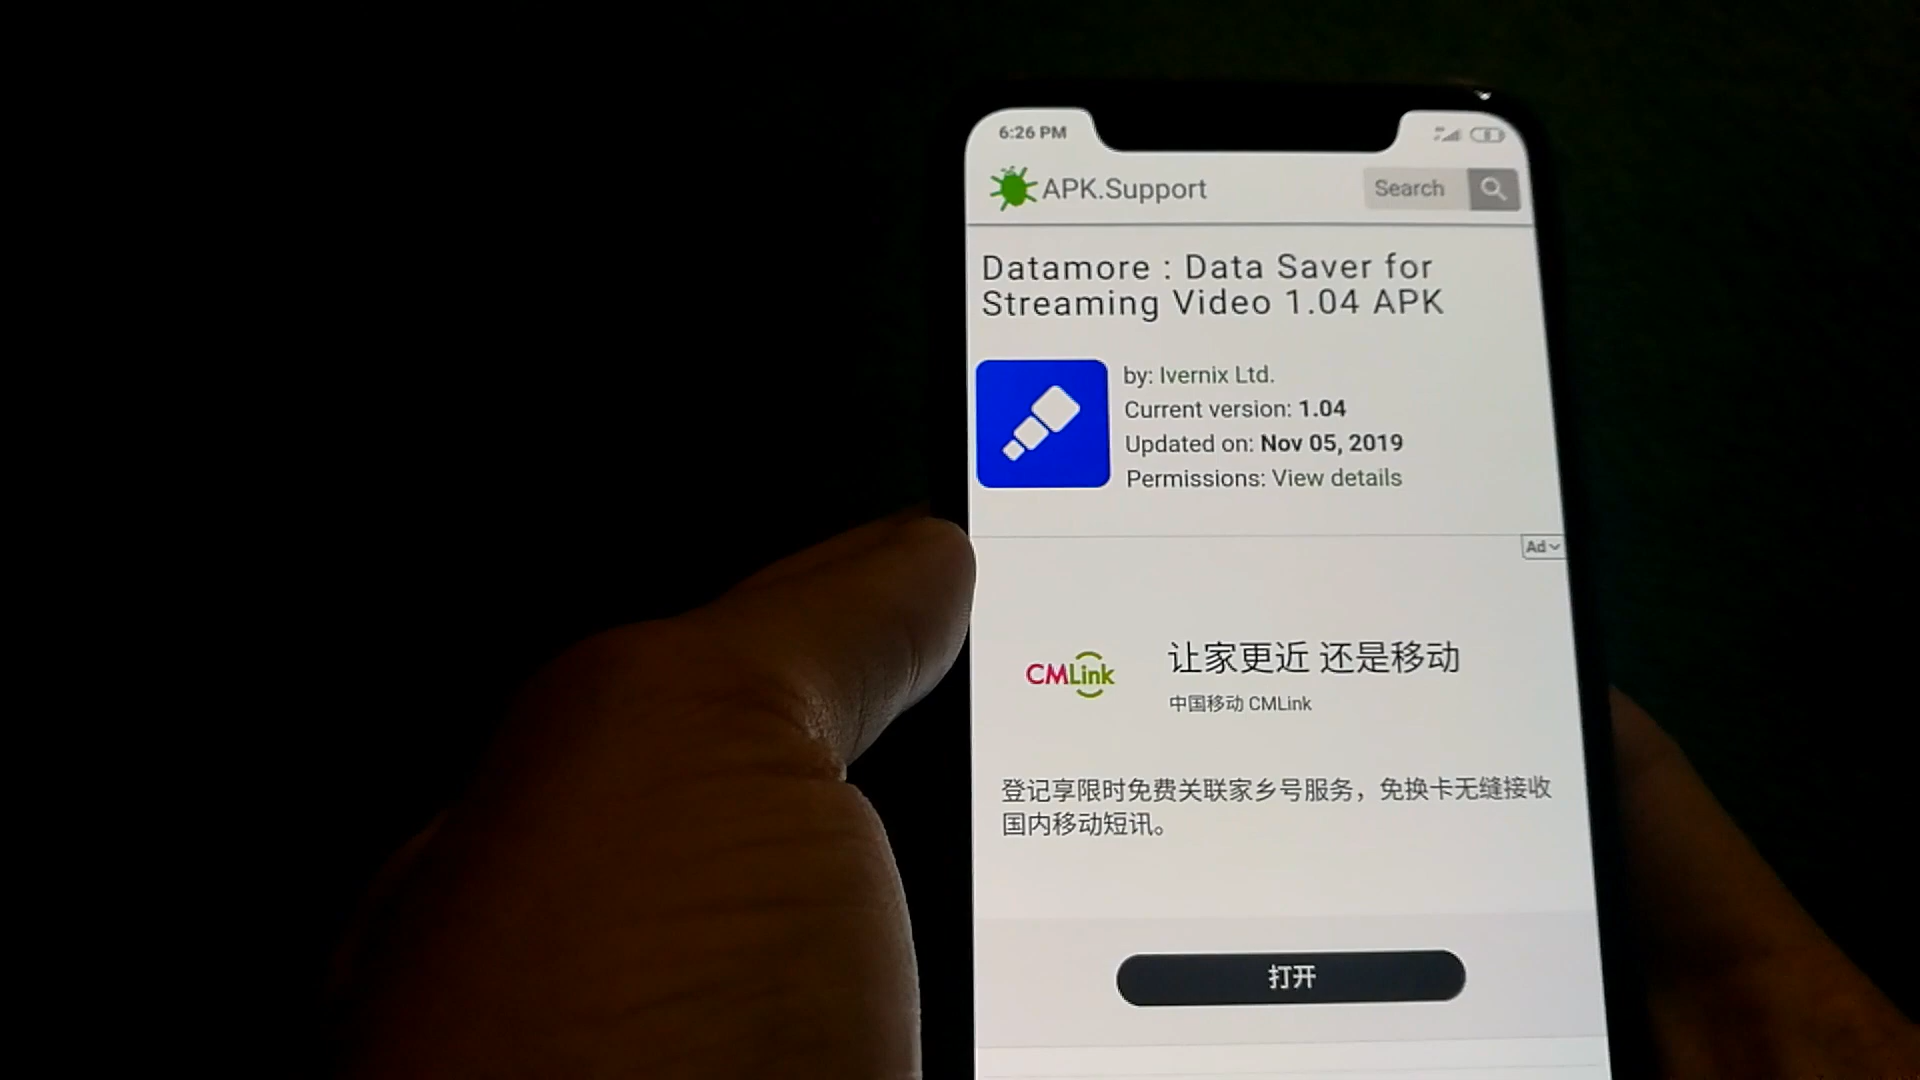 6:26 PM
APK.Support
Search
Datamore : Data Saver for
Streaming Video 1.04 APK
by: Ivernix Ltd.
Current version: 1.04
Updated on: Nov 05, 2019
Permissions: View details
Ad
CMLink
让家更近 还是移动
中国移动 CMLink
登记享限时免费关联家乡号服务，免换卡无缝接收
国内移动短讯。
打开